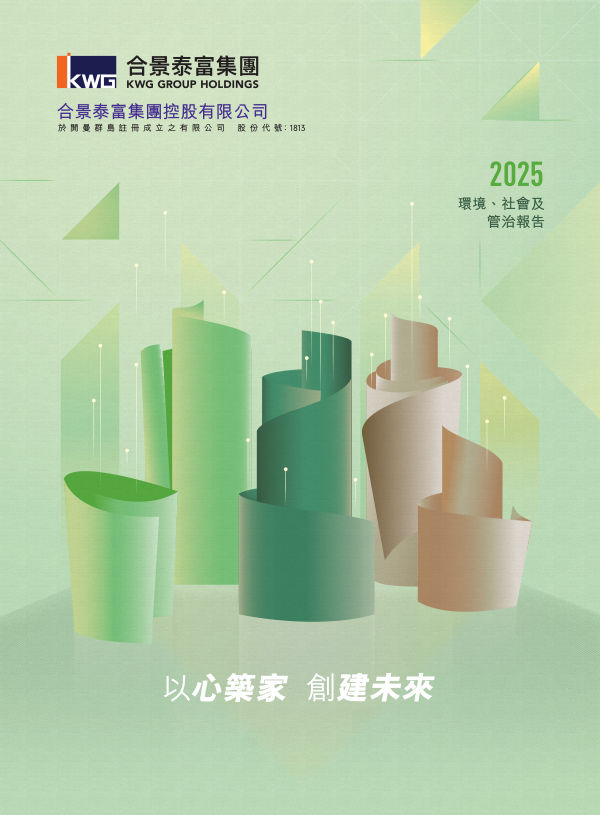 KWG
合景泰富集團
KWG GROUP HOLDINGS
合景泰富集團控股有限公司
於開曼群島註冊成立之有限公司 股份代號：1813
2025
環境、社會及
管治報告
以心築家 創建未來